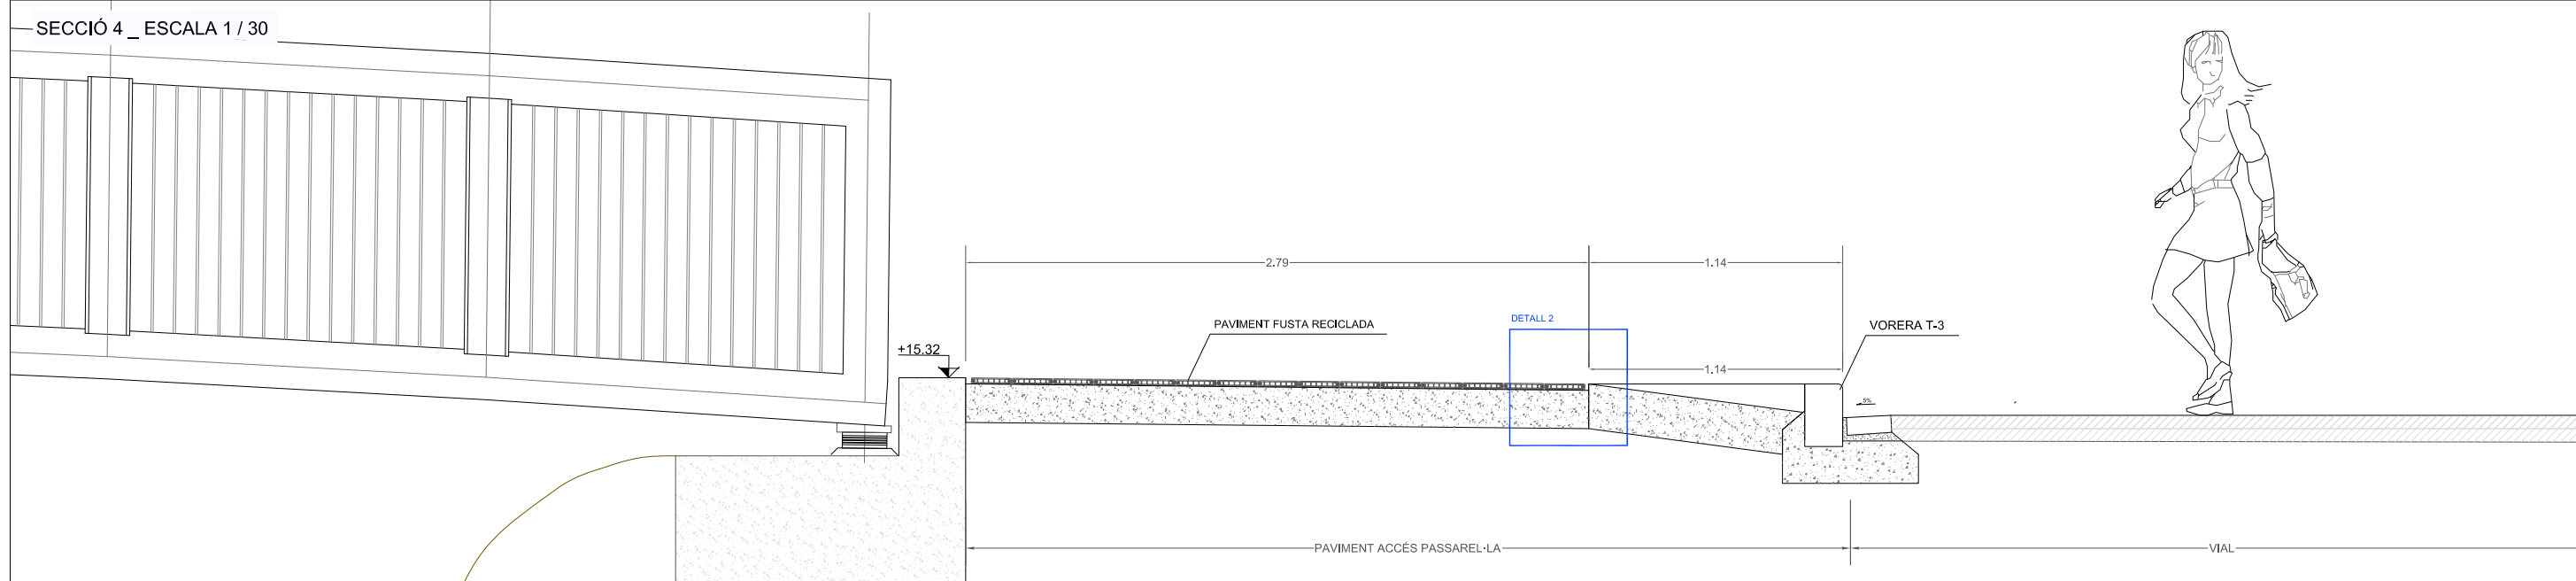 SECCIÓ 4 _ ESCALA 1 / 30
2.79
1.14
DETALL 2
PAVIMENT FUSTA RECICLADA
VORERA T-3
+15.32
1.14
5%
PAVIMENT ACCÉS PASSAREL·LA
VIAL